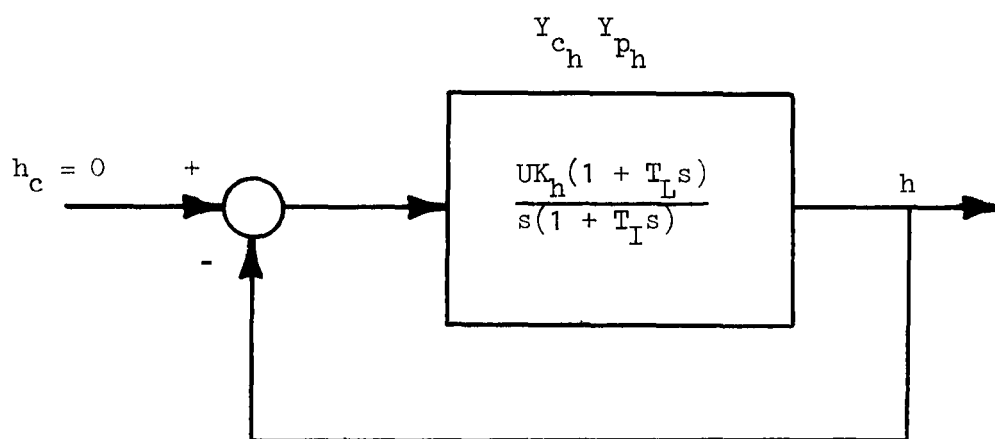 Y_{c_h} Y_{p_h}
h_c = 0 +
UK_h(1 + T_L s)
s(1 + T_I s)
h
-